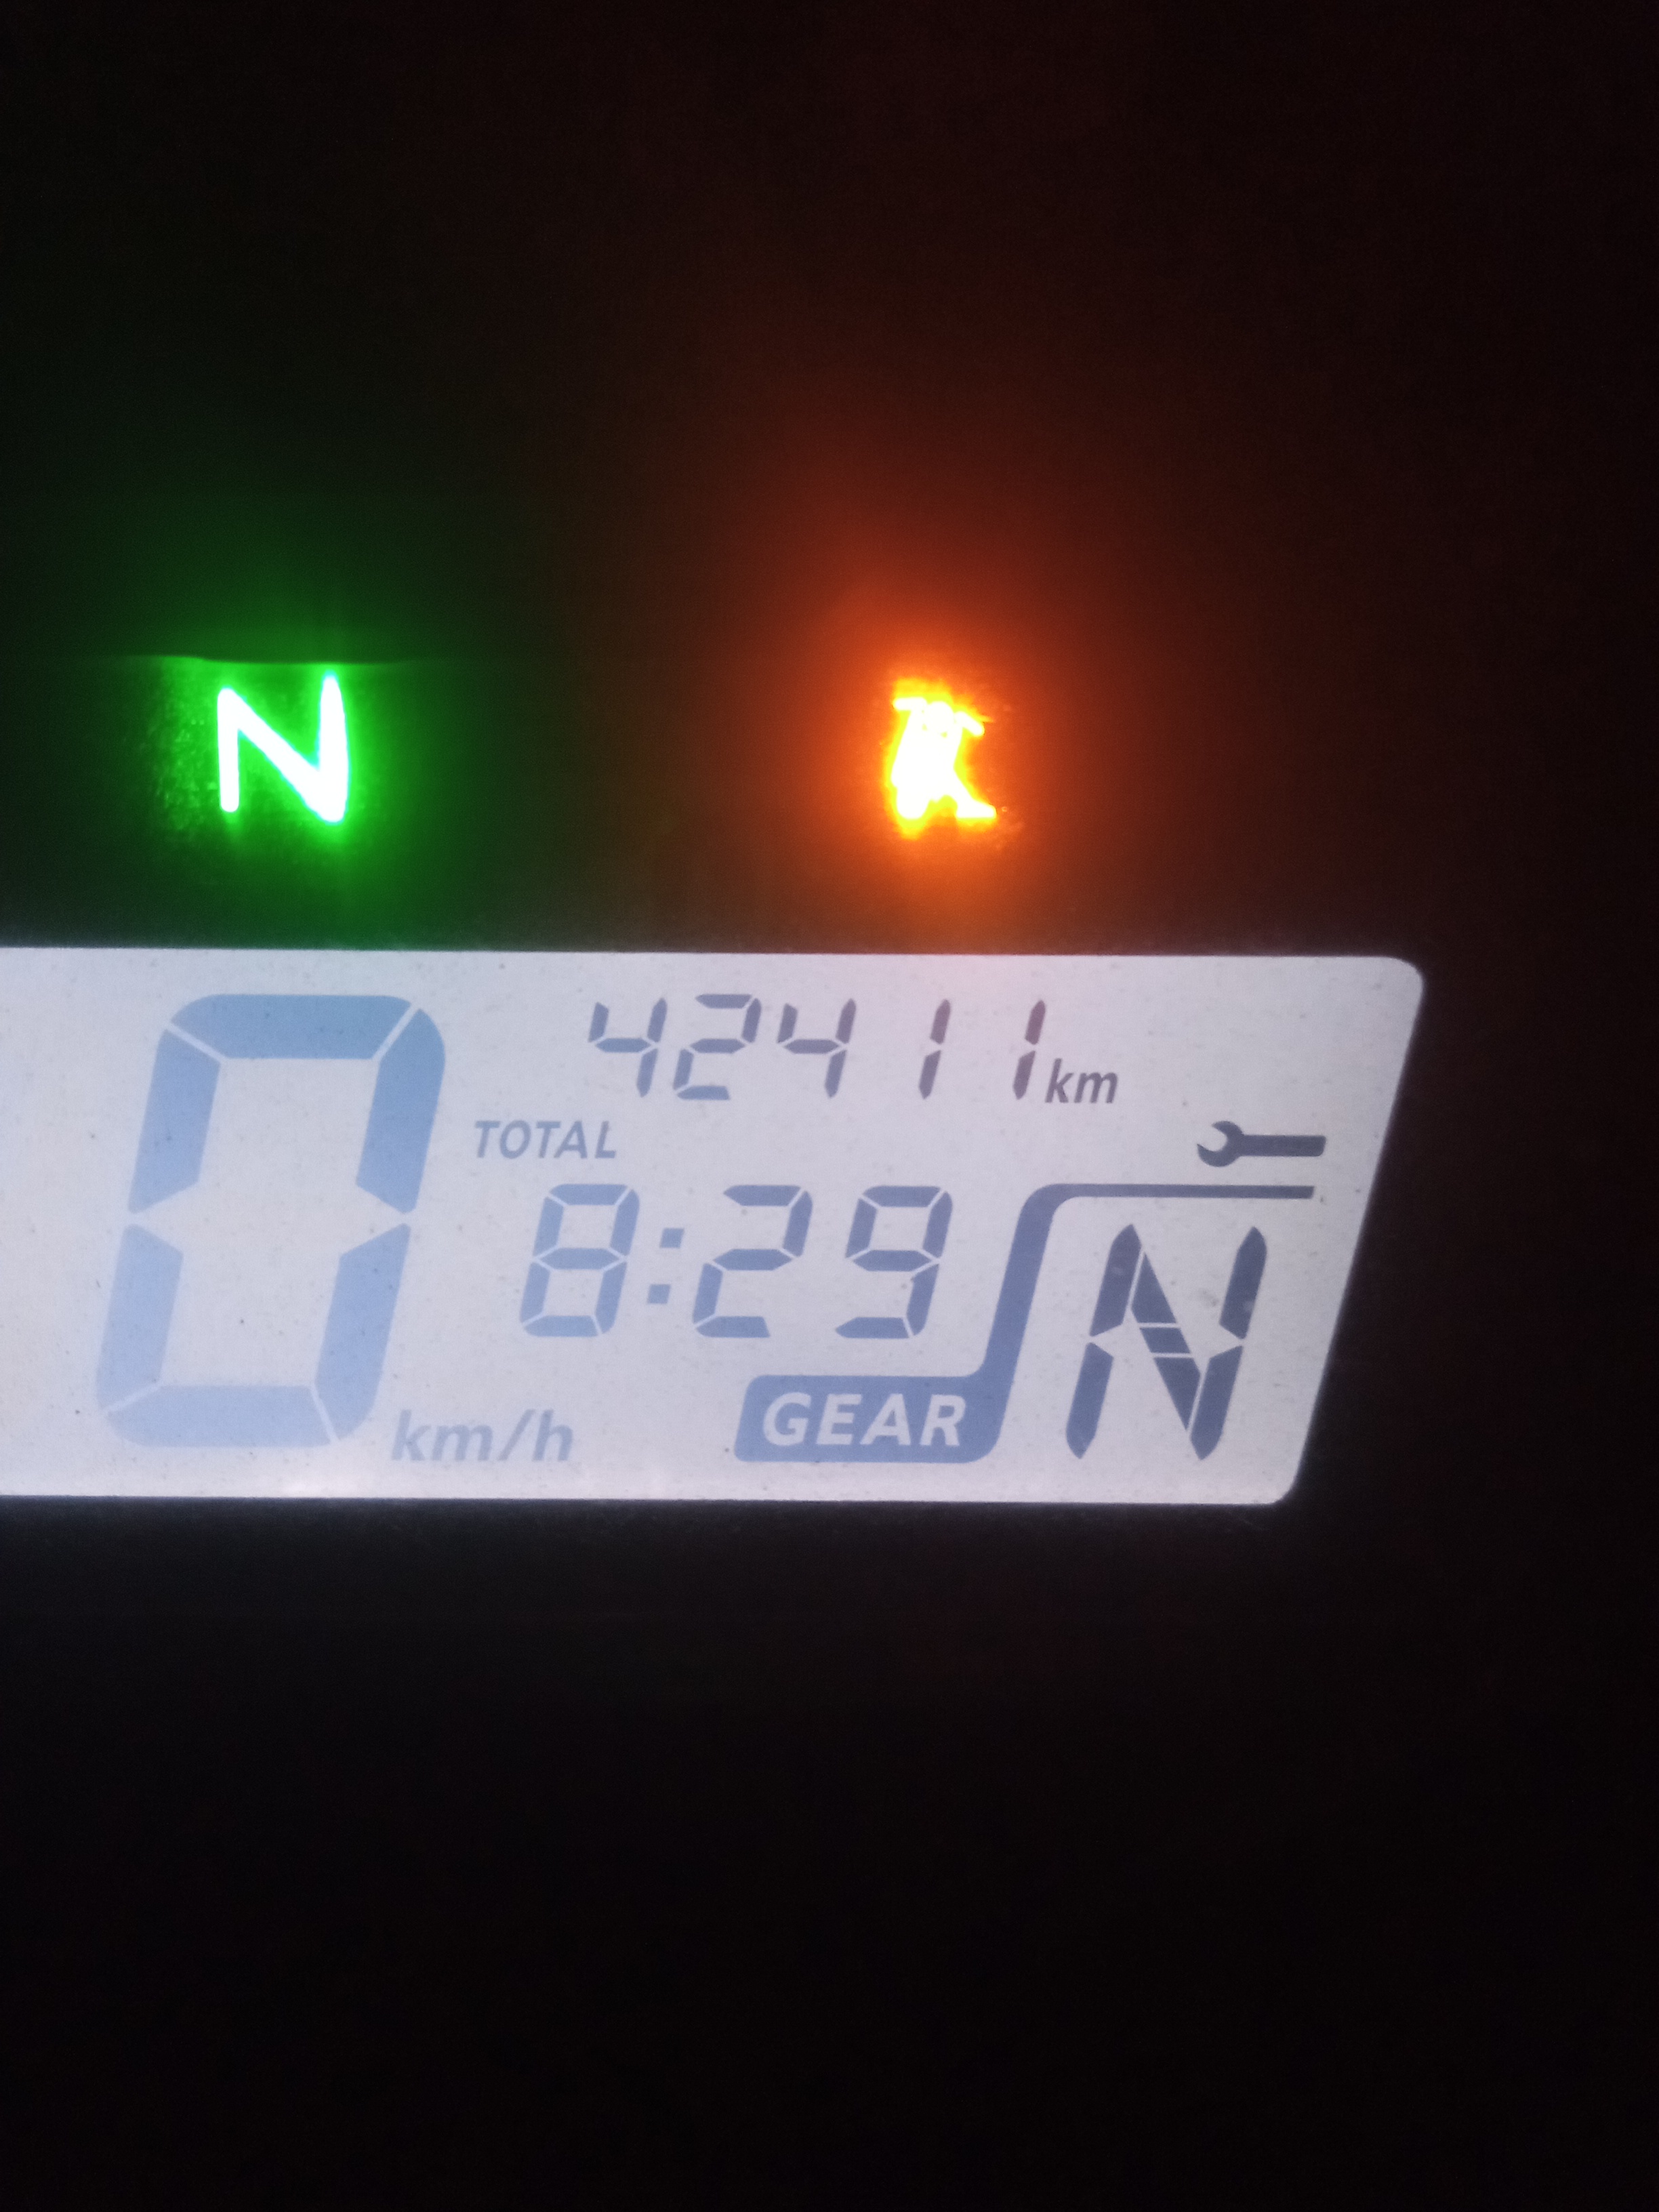 N
42411 km
TOTAL
8:29
0 km/h
GEAR N